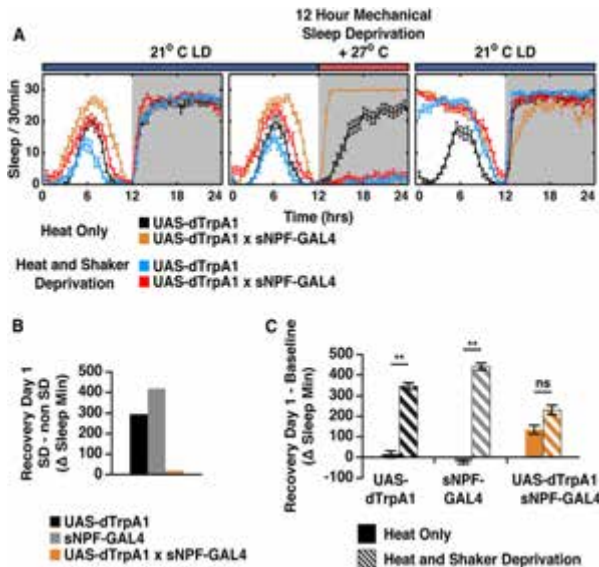 12 Hour Mechanical
Sleep Deprivation
A
21° C LD
+ 27° C
21° C LD
Sleep / 30min
30
20
10
0
0 6 12 18 24
0 6 12 18 24
0 6 12 18 24
Time (hrs)
Heat Only
UAS-dTrpA1
UAS-dTrpA1 x sNPF-GAL4
Heat and Shaker
Deprivation
UAS-dTrpA1
UAS-dTrpA1 x sNPF-GAL4
B
Recovery Day 1
SD - non SD
(Δ Sleep Min)
500
400
300
200
100
0
UAS-dTrpA1
sNPF-GAL4
UAS-dTrpA1 x sNPF-GAL4
C
Recovery Day 1 - Baseline
(Δ Sleep Min)
500
400
300
200
100
0
-100
**
**
ns
UAS-
dTrpA1
sNPF-
GAL4
UAS-dTrpA1
sNPF-GAL4
Heat Only
Heat and Shaker Deprivation